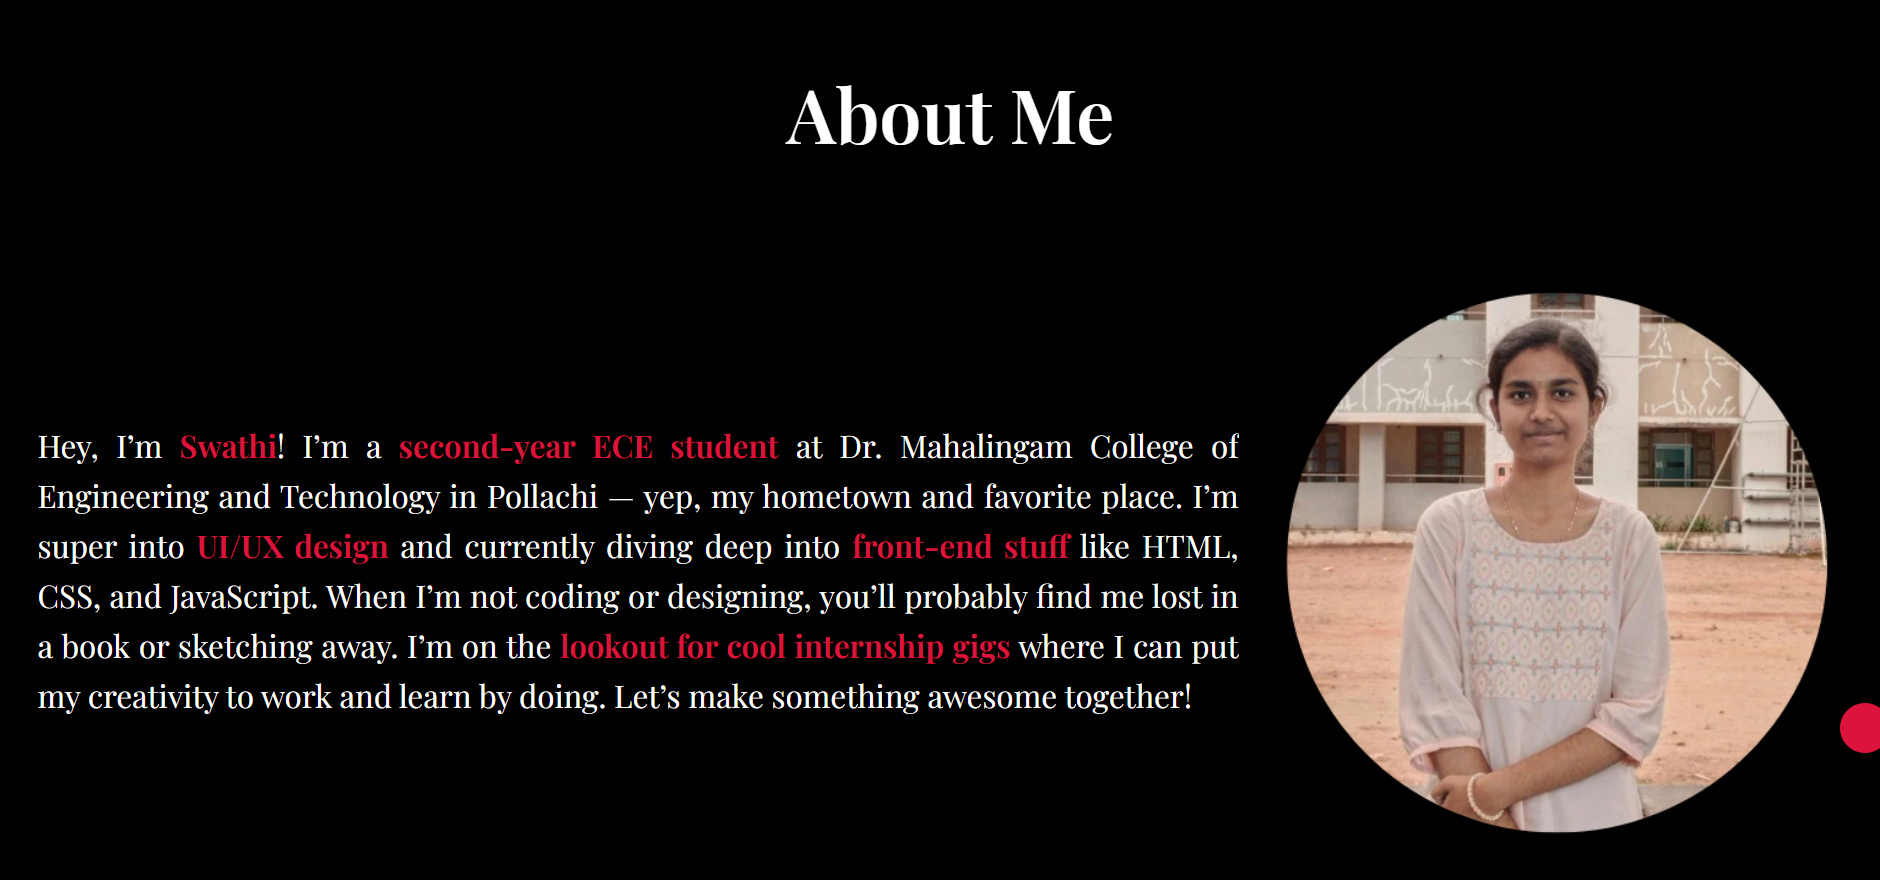 About Me
Hey, I’m Swathi! I’m a second-year ECE student at Dr. Mahalingam College of
Engineering and Technology in Pollachi — yep, my hometown and favorite place. I’m
super into UI/UX design and currently diving deep into front-end stuff like HTML,
CSS, and JavaScript. When I’m not coding or designing, you’ll probably find me lost in
a book or sketching away. I’m on the lookout for cool internship gigs where I can put
my creativity to work and learn by doing. Let’s make something awesome together!